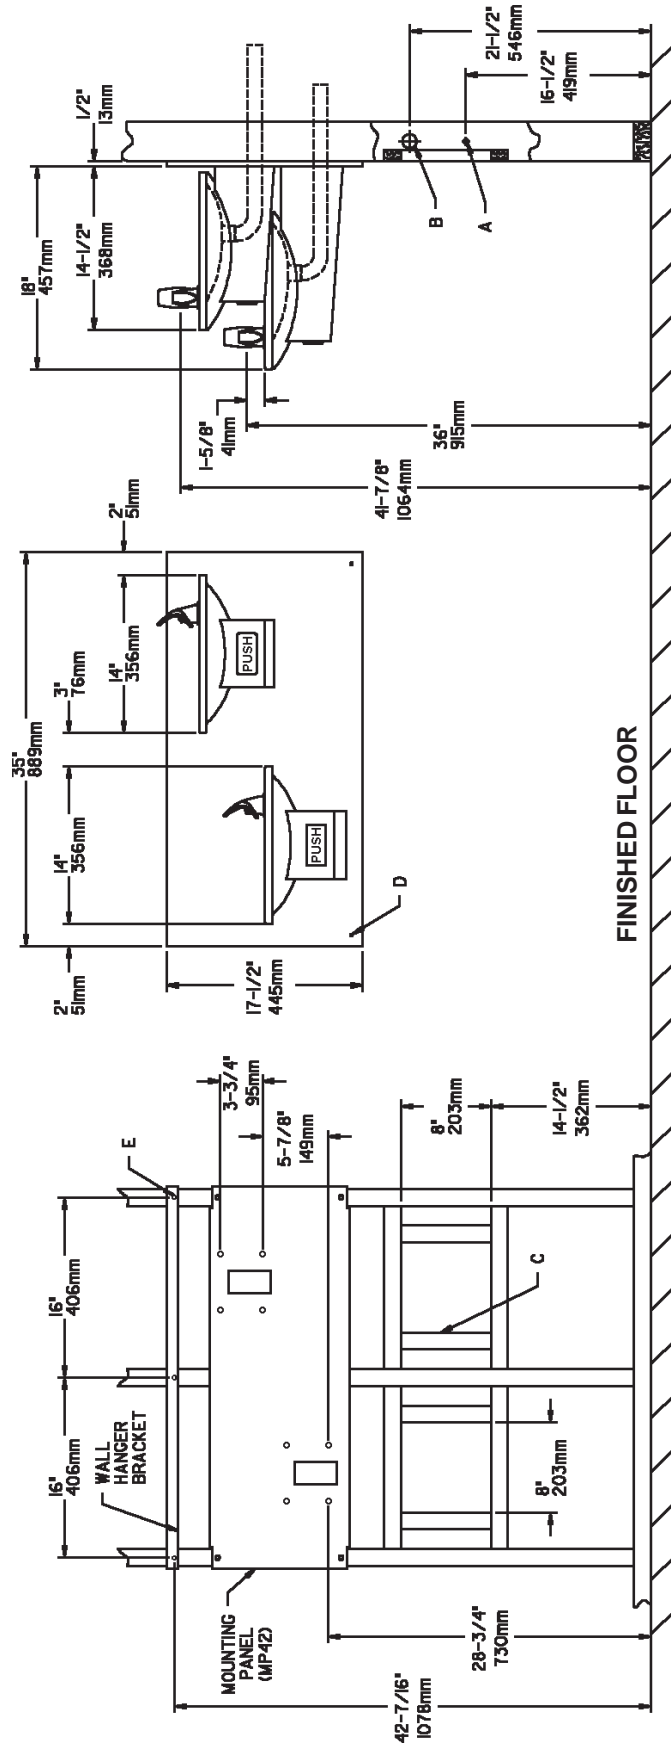 42-7/16"
1078mm
MOUNTING
PANEL
(MP42)
28-3/4"
730mm
16"
406mm
WALL
HANGER
BRACKET
16"
406mm
E
8"
203mm
C
3-3/4"
95mm
5-7/8"
149mm
8"
203mm
14-1/2"
362mm
2"
51mm
35"
889mm
14"
356mm
3"
76mm
14"
356mm
2"
51mm
17-1/2"
445mm
PUSH
PUSH
D
FINISHED FLOOR
41-7/8"
1064mm
36"
915mm
1-5/8"
41mm
18"
457mm
14-1/2"
368mm
1/2"
13mm
B
A
21-1/2"
546mm
16-1/2"
419mm